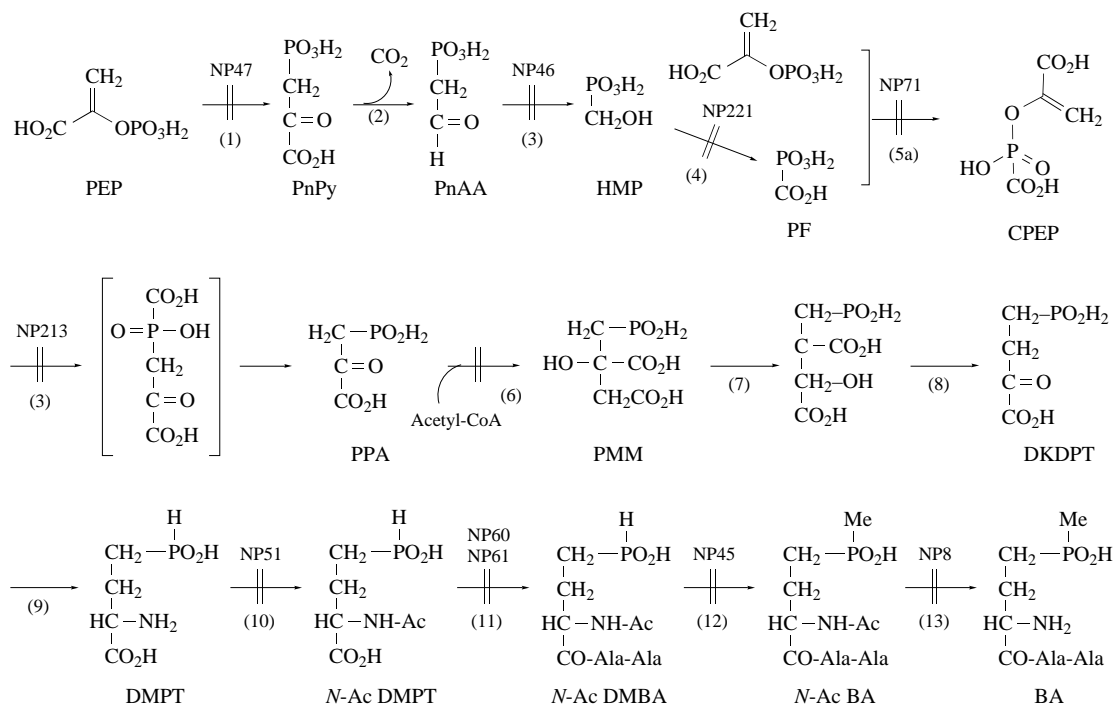 PEP
CH2
HO2C
OPO3H2
NP47
(1)
PnPy
PO3H2
CH2
C=O
CO2H
CO2
(2)
PnAA
PO3H2
CH2
C=O
H
NP46
(3)
PO3H2
CH2OH
HMP
CH2
HO2C
OPO3H2
NP221
(4)
PO3H2
CO2H
PF
NP71
(5a)
CO2H
CH2
O
HO
P
O
CO2H
CPEP
NP213
(3)
CO2H
O=P-OH
CH2
C=O
CO2H
H2C-PO2H2
C=O
CO2H
PPA
Acetyl-CoA
(6)
H2C-PO2H2
HO-C-CO2H
CH2CO2H
PMM
(7)
CH2-PO2H2
C-CO2H
CH2-OH
CO2H
(8)
CH2-PO2H2
H2C
C=O
CO2H
DKDPT
(9)
H
CH2-PO2H
CH2
HC-NH2
CO2H
DMPT
NP51
(10)
H
CH2-PO2H
CH2
HC-NH-Ac
CO2H
N-Ac DMPT
NP60
NP61
(11)
H
CH2-PO2H
CH2
HC-NH-Ac
CO-Ala-Ala
N-Ac DMBA
NP45
(12)
Me
CH2-PO2H
CH2
HC-NH-Ac
CO-Ala-Ala
N-Ac BA
NP8
(13)
Me
CH2-PO2H
CH2
HC-NH2
CO-Ala-Ala
BA